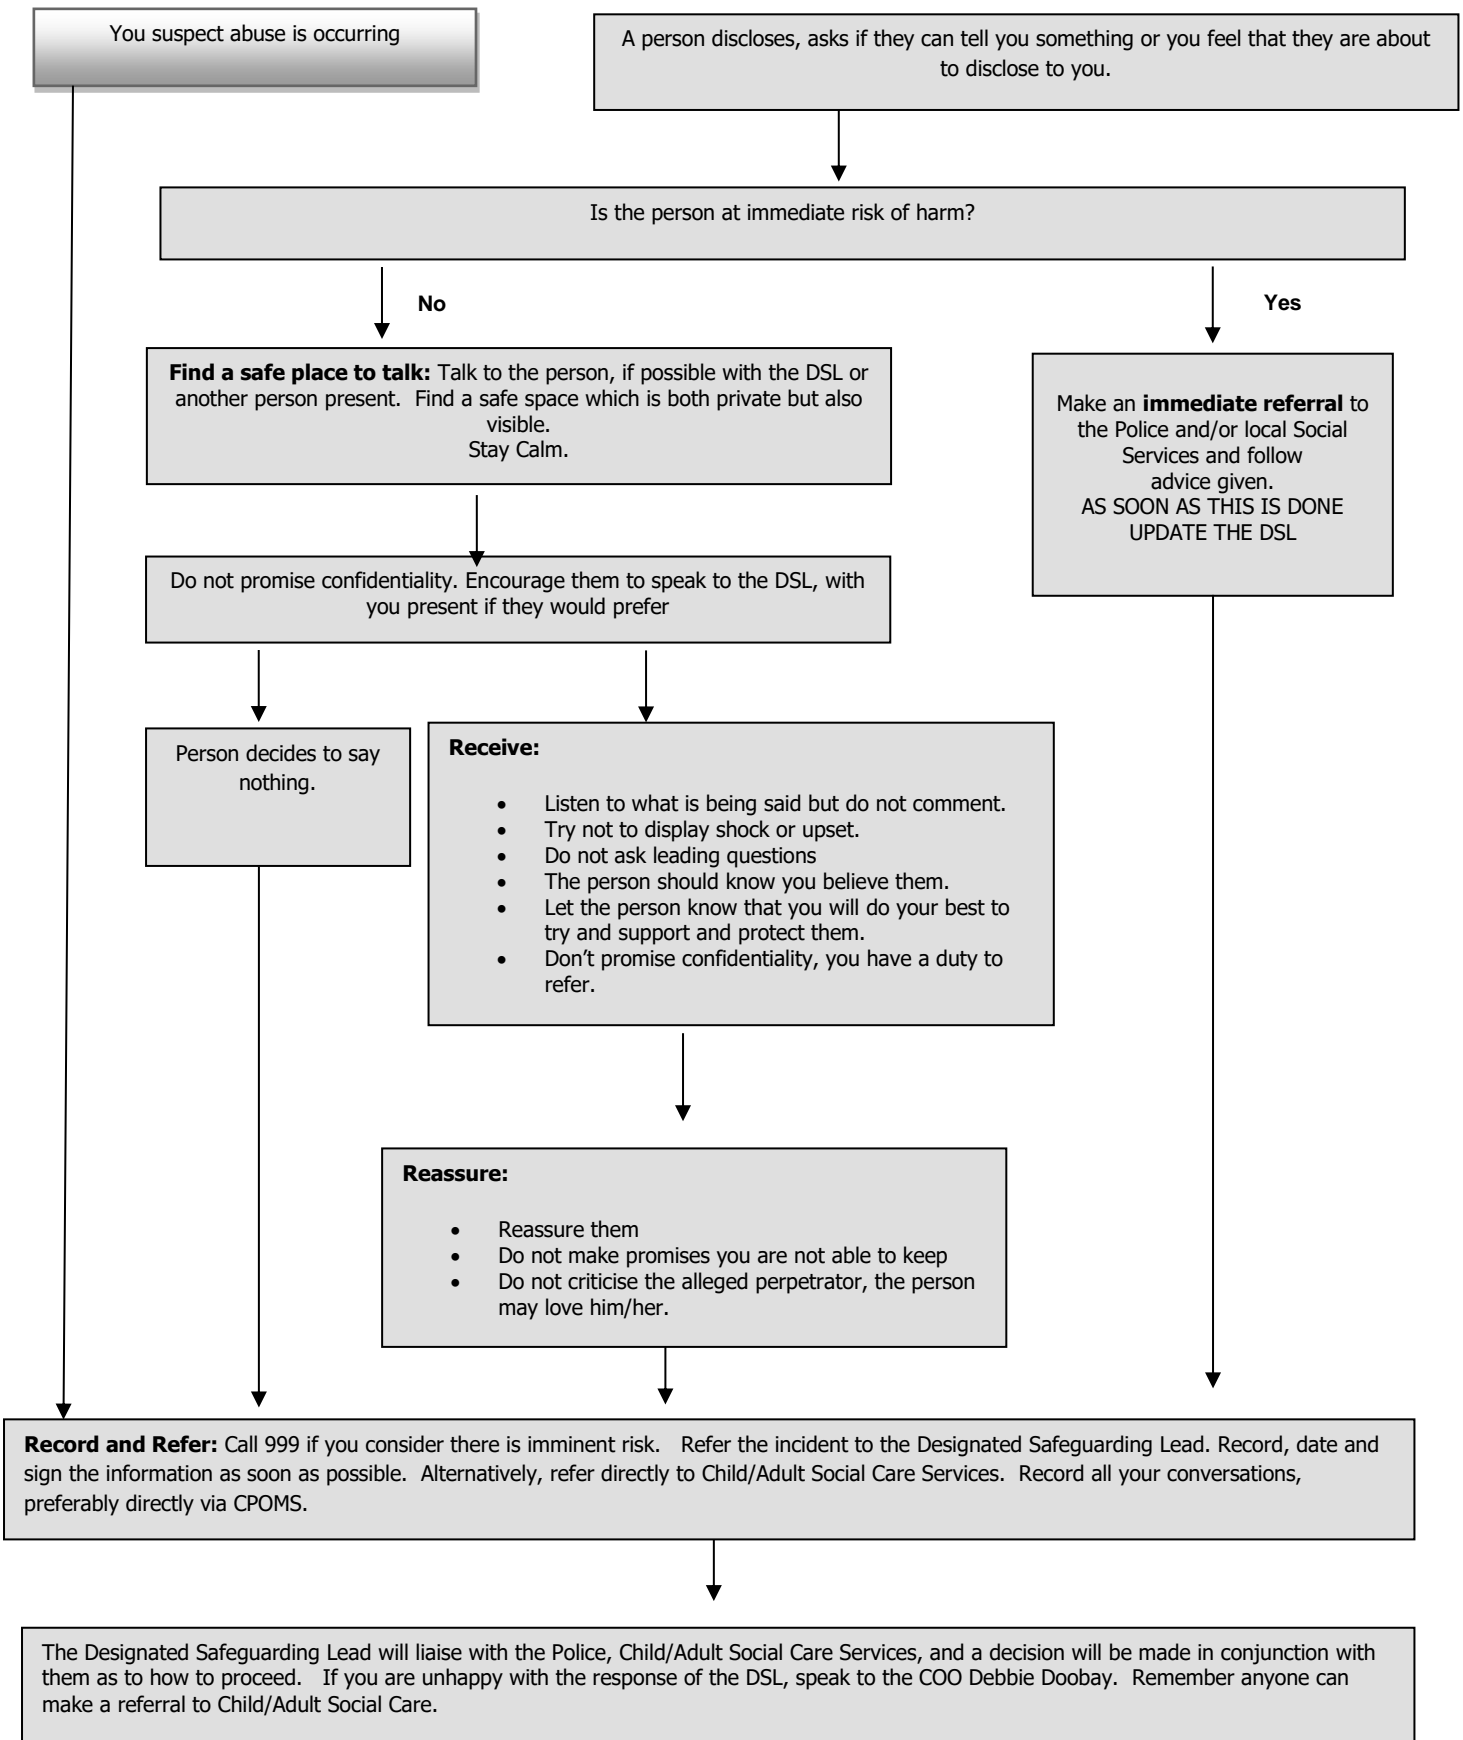 You suspect abuse is occurring
A person discloses, asks if they can tell you something or you feel that they are about
to disclose to you.
Is the person at immediate risk of harm?
No
Yes
Find a safe place to talk: Talk to the person, if possible with the DSL or
another person present. Find a safe space which is both private but also
visible.
Stay Calm.
Make an immediate referral to
the Police and/or local Social
Services and follow
advice given.
AS SOON AS THIS IS DONE
UPDATE THE DSL
Do not promise confidentiality. Encourage them to speak to the DSL, with
you present if they would prefer
Person decides to say
nothing.
Receive:
• Listen to what is being said but do not comment.
• Try not to display shock or upset.
• Do not ask leading questions
• The person should know you believe them.
• Let the person know that you will do your best to
try and support and protect them.
• Don’t promise confidentiality, you have a duty to
refer.
Reassure:
• Reassure them
• Do not make promises you are not able to keep
• Do not criticise the alleged perpetrator, the person
may love him/her.
Record and Refer: Call 999 if you consider there is imminent risk. Refer the incident to the Designated Safeguarding Lead. Record, date and
sign the information as soon as possible. Alternatively, refer directly to Child/Adult Social Care Services. Record all your conversations,
preferably directly via CPOMS.
The Designated Safeguarding Lead will liaise with the Police, Child/Adult Social Care Services, and a decision will be made in conjunction with
them as to how to proceed. If you are unhappy with the response of the DSL, speak to the COO Debbie Doobay. Remember anyone can
make a referral to Child/Adult Social Care.